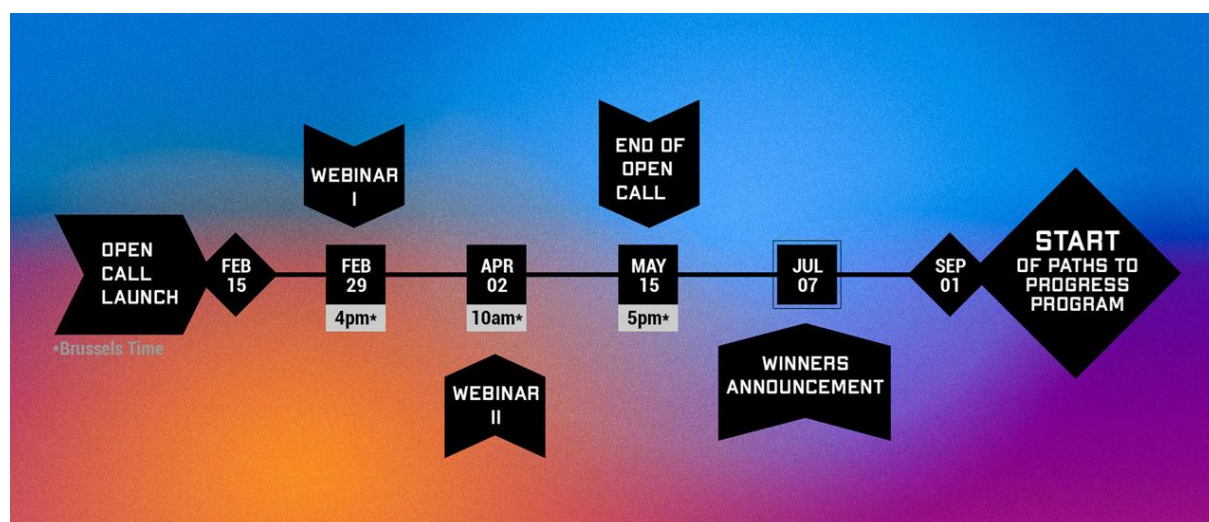 OPEN
CALL
LAUNCH
*Brussels Time
FEB
15
WEBINAR
I
FEB
29
4pm*
APR
02
10am*
WEBINAR
II
END OF
OPEN
CALL
MAY
15
5pm*
JUL
07
WINNERS
ANNOUNCEMENT
SEP
01
START
OF PATHS TO
PROGRESS
PROGRAM